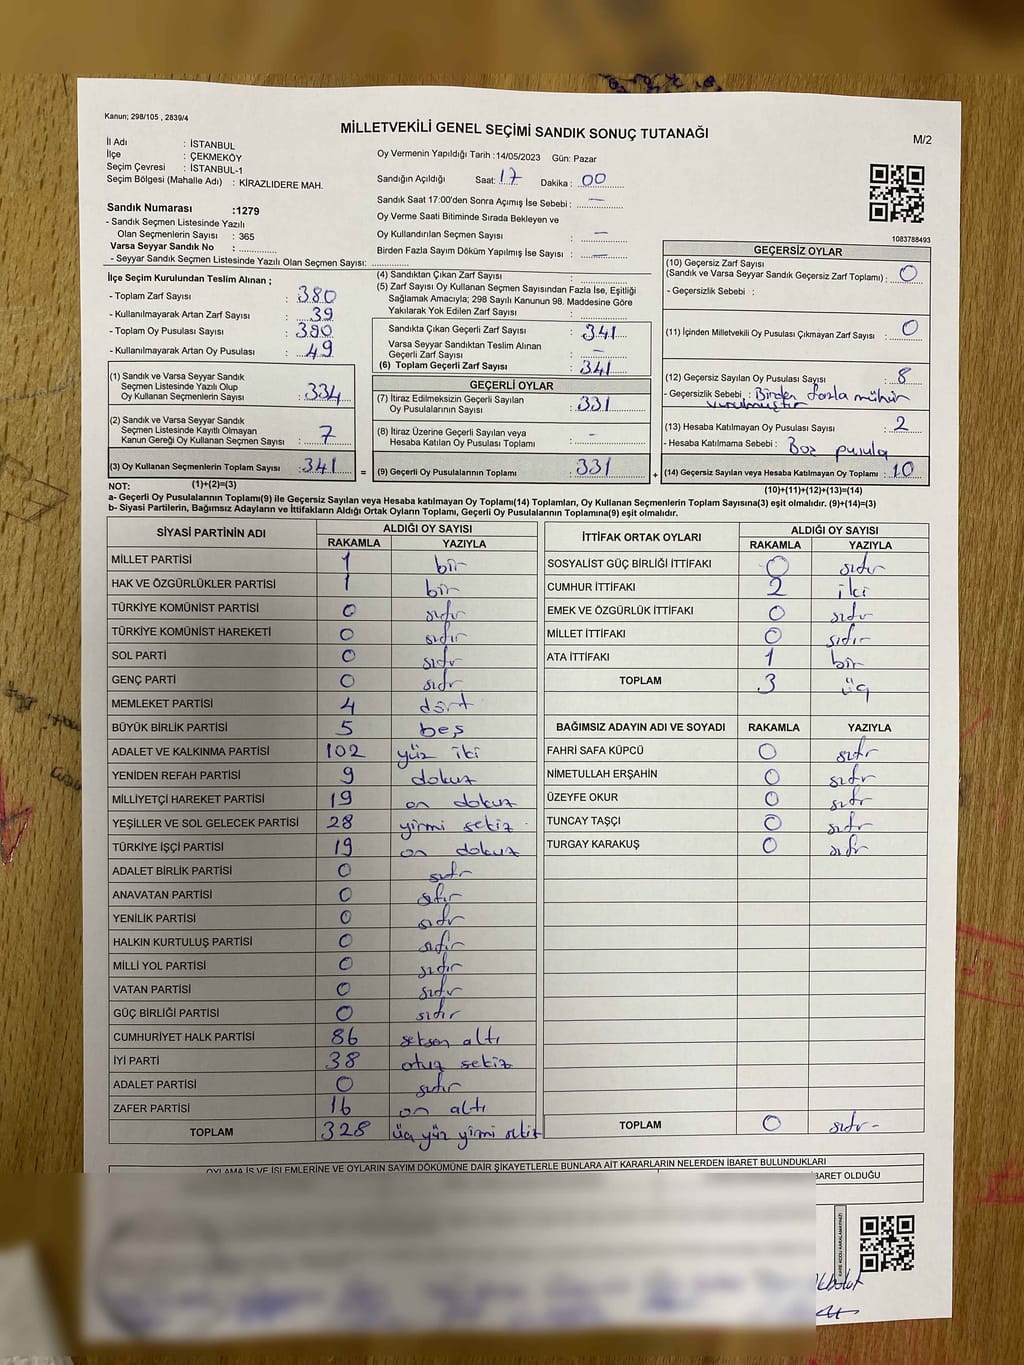 Kanun; 298/105 , 2839/4
MİLLETVEKİLİ GENEL SEÇİMİ SANDIK SONUÇ TUTANAĞI
M/2
İl Adı : İSTANBUL
İlçe : ÇEKMEKÖY
Seçim Çevresi : İSTANBUL-1
Seçim Bölgesi (Mahalle Adı) : KİRAZLIDERE MAH.
Oy Vermenin Yapıldığı Tarih :14/05/2023 Gün: Pazar
Sandığın Açıldığı Saat: 17 Dakika : 00
Sandık Saat 17:00'den Sonra Açımış İse Sebebi : —
Oy Verme Saati Bitiminde Sırada Bekleyen ve
Oy Kullandırılan Seçmen Sayısı : —
Birden Fazla Sayım Döküm Yapılmış İse Sayısı : —
1083788493
Sandık Numarası :1279
- Sandık Seçmen Listesinde Yazılı
Olan Seçmenlerin Sayısı : 365
Varsa Seyyar Sandık No :
- Seyyar Sandık Seçmen Listesinde Yazılı Olan Seçmen Sayısı:
İlçe Seçim Kurulundan Teslim Alınan ;
- Toplam Zarf Sayısı : 380
- Kullanılmayarak Artan Zarf Sayısı : 39
- Toplam Oy Pusulası Sayısı : 390
- Kullanılmayarak Artan Oy Pusulası : 49
(1) Sandık ve Varsa Seyyar Sandık
Seçmen Listesinde Yazılı Olup
Oy Kullanan Seçmenlerin Sayısı : 334
(2) Sandık ve Varsa Seyyar Sandık
Seçmen Listesinde Kayıtlı Olmayan
Kanun Gereği Oy Kullanan Seçmen Sayısı : 7
(3) Oy Kullanan Seçmenlerin Toplam Sayısı : 341
(4) Sandıktan Çıkan Zarf Sayısı :
(5) Zarf Sayısı Oy Kullanan Seçmen Sayısından Fazla İse, Eşitliği
Sağlamak Amacıyla; 298 Sayılı Kanunun 98. Maddesine Göre
Yakılarak Yok Edilen Zarf Sayısı :
Sandıkta Çıkan Geçerli Zarf Sayısı : 341
Varsa Seyyar Sandıktan Teslim Alınan
Geçerli Zarf Sayısı : —
(6) Toplam Geçerli Zarf Sayısı : 341
GEÇERLİ OYLAR
(7) İtiraz Edilmeksizin Geçerli Sayılan
Oy Pusulalarının Sayısı : 331
(8) İtiraz Üzerine Geçerli Sayılan veya
Hesaba Katılan Oy Pusulası Toplamı : -
= (9) Geçerli Oy Pusulalarının Toplamı : 331
GEÇERSİZ OYLAR
(10) Geçersiz Zarf Sayısı
(Sandık ve Varsa Seyyar Sandık Geçersiz Zarf Toplamı) : 0
- Geçersizlik Sebebi :
(11) İçinden Milletvekili Oy Pusulası Çıkmayan Zarf Sayısı : 0
(12) Geçersiz Sayılan Oy Pusulası Sayısı : 8
- Geçersizlik Sebebi : Birden fazla mühür
vurulmuştur
(13) Hesaba Katılmayan Oy Pusulası Sayısı : 2
- Hesaba Katılmama Sebebi : Boş pusula
+ (14) Geçersiz Sayılan veya Hesaba Katılmayan Oy Toplamı : 10
NOT: (1)+(2)=(3)
(10)+(11)+(12)+(13)=(14)
a- Geçerli Oy Pusulalarının Toplamı(9) ile Geçersiz Sayılan veya Hesaba katılmayan Oy Toplamı(14) Toplamları, Oy Kullanan Seçmenlerin Toplam Sayısına(3) eşit olmalıdır. (9)+(14)=(3)
b- Siyasi Partilerin, Bağımsız Adayların ve İttifakların Aldığı Ortak Oyların Toplamı, Geçerli Oy Pusulalarının Toplamına(9) eşit olmalıdır.
SİYASİ PARTİNİN ADI ALDIĞI OY SAYISI
RAKAMLA YAZIYLA
MİLLET PARTİSİ 1 bir
HAK VE ÖZGÜRLÜKLER PARTİSİ 1 bir
TÜRKİYE KOMÜNİST PARTİSİ 0 sıfır
TÜRKİYE KOMÜNİST HAREKETİ 0 sıfır
SOL PARTİ 0 sıfır
GENÇ PARTİ 0 sıfır
MEMLEKET PARTİSİ 4 dört
BÜYÜK BİRLİK PARTİSİ 5 beş
ADALET VE KALKINMA PARTİSİ 102 yüz iki
YENİDEN REFAH PARTİSİ 9 dokuz
MİLLİYETÇİ HAREKET PARTİSİ 19 on dokuz
YEŞİLLER VE SOL GELECEK PARTİSİ 28 yirmi sekiz
TÜRKİYE İŞÇİ PARTİSİ 19 on dokuz
ADALET BİRLİK PARTİSİ 0 sıfır
ANAVATAN PARTİSİ 0 sıfır
YENİLİK PARTİSİ 0 sıfır
HALKIN KURTULUŞ PARTİSİ 0 sıfır
MİLLİ YOL PARTİSİ 0 sıfır
VATAN PARTİSİ 0 sıfır
GÜÇ BİRLİĞİ PARTİSİ 0 sıfır
CUMHURİYET HALK PARTİSİ 86 seksen altı
İYİ PARTİ 38 otuz sekiz
ADALET PARTİSİ 0 sıfır
ZAFER PARTİSİ 16 on altı
TOPLAM 328 üç yüz yirmi sekiz
İTTİFAK ORTAK OYLARI ALDIĞI OY SAYISI
RAKAMLA YAZIYLA
SOSYALİST GÜÇ BİRLİĞİ İTTİFAKI 0 sıfır
CUMHUR İTTİFAKI 2 iki
EMEK VE ÖZGÜRLÜK İTTİFAKI 0 sıfır
MİLLET İTTİFAKI 0 sıfır
ATA İTTİFAKI 1 bir
TOPLAM 3 üç
BAĞIMSIZ ADAYIN ADI VE SOYADI RAKAMLA YAZIYLA
FAHRİ SAFA KÜPCÜ 0 sıfır
NİMETULLAH ERŞAHİN 0 sıfır
ÜZEYFE OKUR 0 sıfır
TUNCAY TAŞÇI 0 sıfır
TURGAY KARAKUŞ 0 sıfır
TOPLAM 0 sıfır
OYLAMA İŞ VE İŞLEMLERİNE VE OYLARIN SAYIM DÖKÜMÜNE DAİR ŞİKAYETLERLE BUNLARA AİT KARARLARIN NELERDEN İBARET BULUNDUKLARI
İBARET OLDUĞU